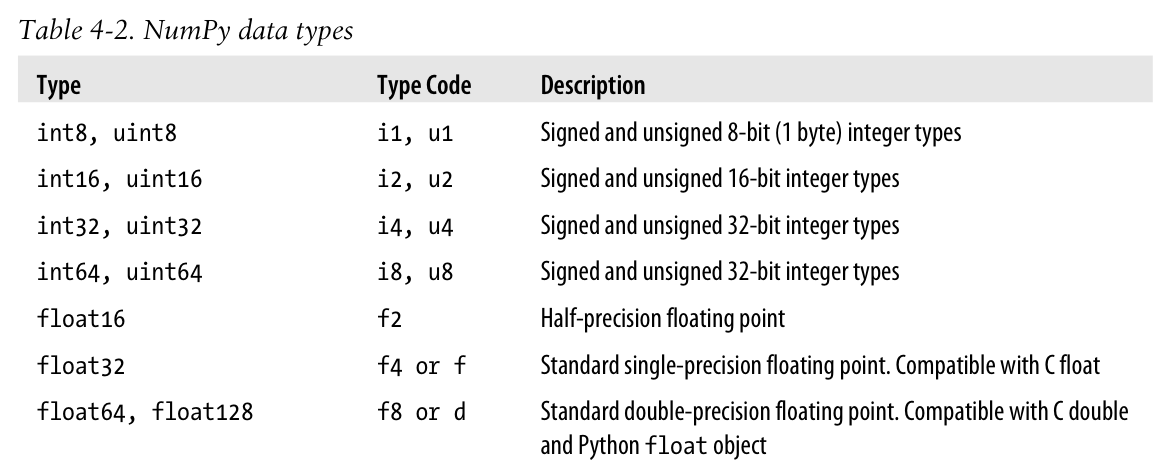 Table 4-2. NumPy data types
Type Type Code Description
int8, uint8 i1, u1 Signed and unsigned 8-bit (1 byte) integer types
int16, uint16 i2, u2 Signed and unsigned 16-bit integer types
int32, uint32 i4, u4 Signed and unsigned 32-bit integer types
int64, uint64 i8, u8 Signed and unsigned 32-bit integer types
float16 f2 Half-precision floating point
float32 f4 or f Standard single-precision floating point. Compatible with C float
float64, float128 f8 or d Standard double-precision floating point. Compatible with C double
and Python float object